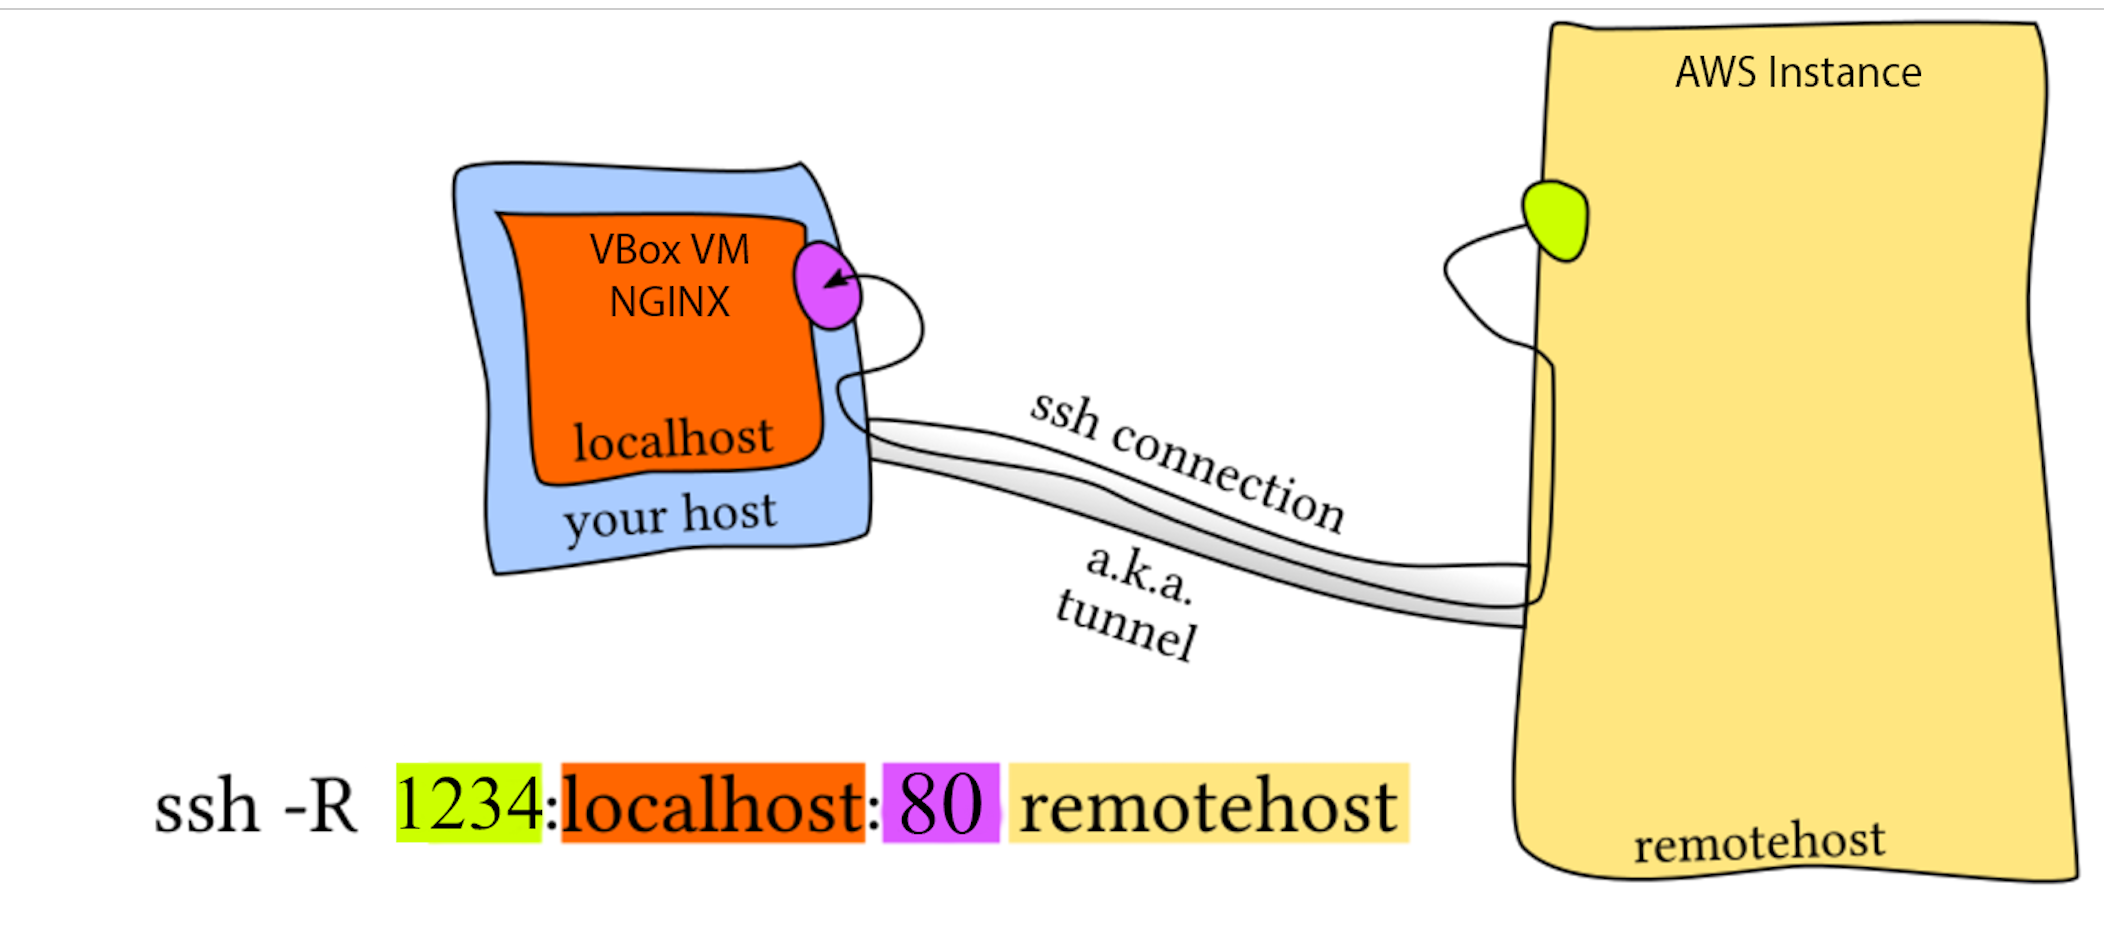 AWS Instance
VBox VM
NGINX
localhost
your host
ssh connection
a.k.a.
tunnel
ssh -R 1234:localhost:80 remotehost
remotehost